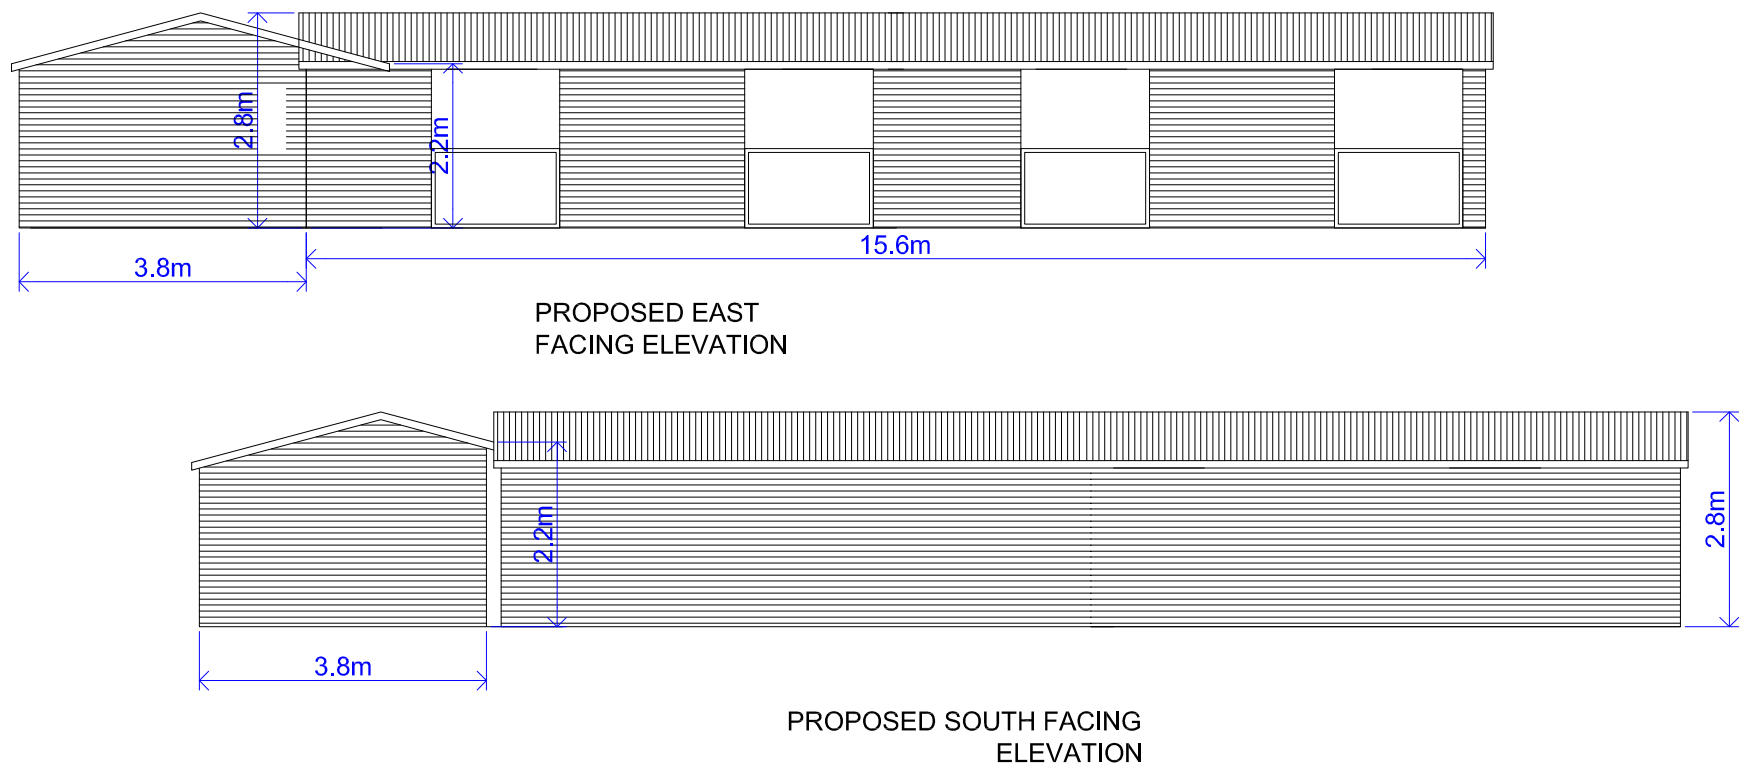 2.8m
2.2m
3.8m
15.6m
PROPOSED EAST
FACING ELEVATION
2.2m
2.8m
3.8m
PROPOSED SOUTH FACING
ELEVATION